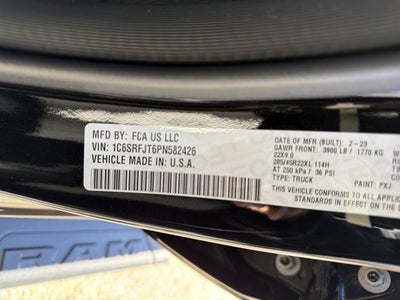 MFD BY: FCA US LLC
VIN: 1C6SRFJT6PN582426
VEHICLE MADE IN U.S.A.
DATE OF MFR (BUILT): 2-23
GAWR FRONT: 3900 LB / 1770 KG
22X9.0
285/45R22XL 114H
AT 250 kPa / 36 PSI
TYPE: TRUCK
PAINT: PXJ
THIS VEHICLE CONFORMS TO ALL
STANDARDS IN EFFECT ON
RAM